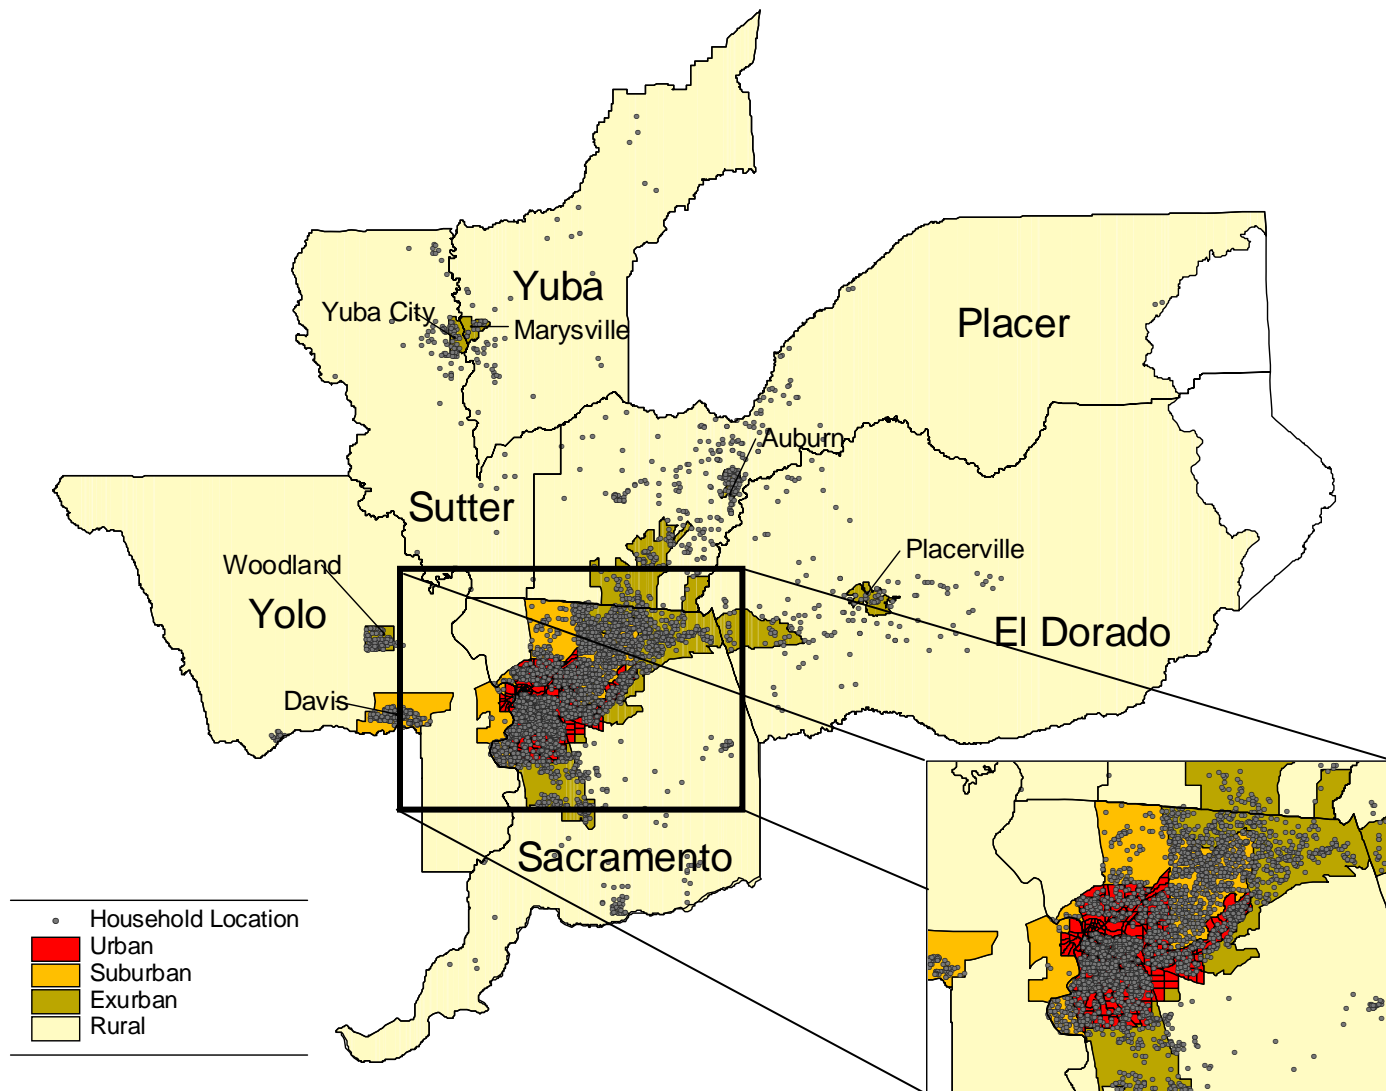 Yuba
Yuba City
Marysville
Placer
Auburn
Sutter
Placerville
Woodland
Yolo
El Dorado
Davis
Sacramento
Household Location
Urban
Suburban
Exurban
Rural